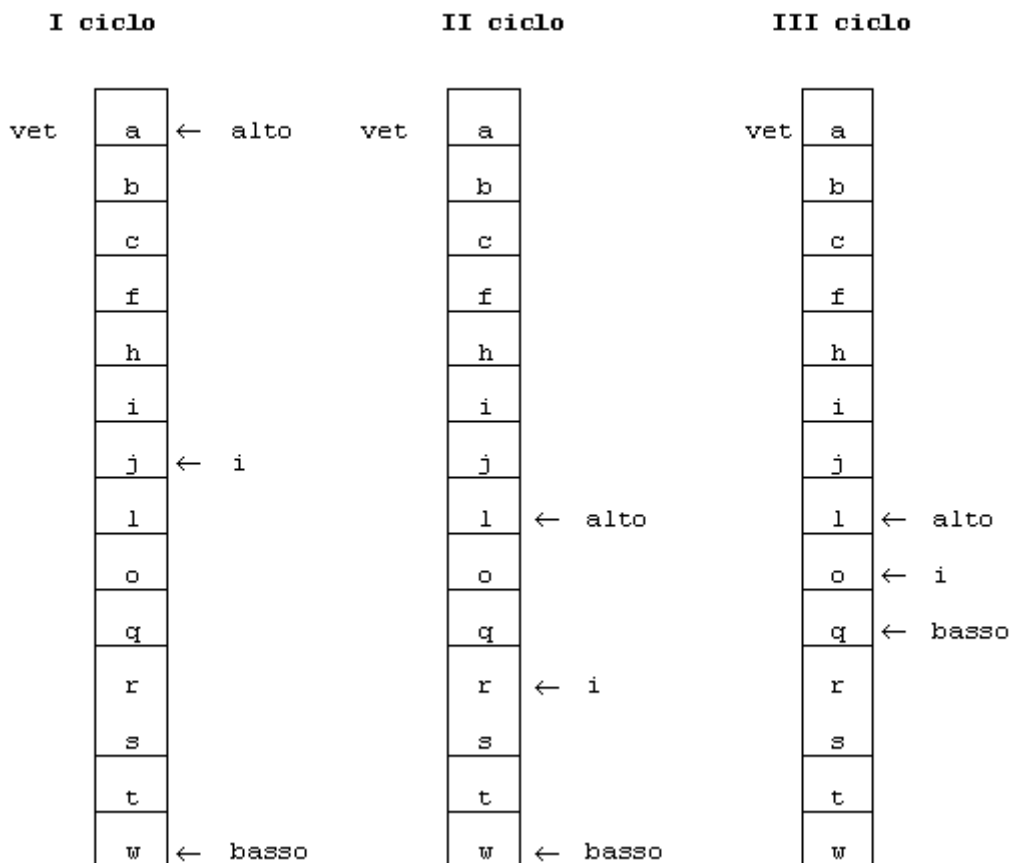 I ciclo II ciclo III ciclo
vet a ← alto vet a vet a
b b b
c c c
f f f
h h h
i i i
j ← i j j
l l ← alto l ← alto
o o o ← i
q q q ← basso
r r ← i r
s s s
t t t
w ← basso w ← basso w